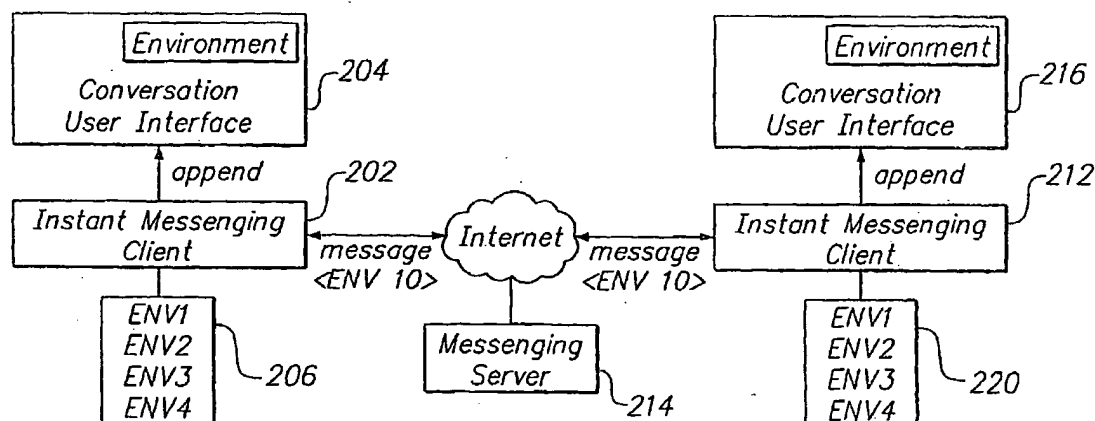 Environment
Conversation
User Interface
204
append
Instant Messenging
Client
202
ENV1
ENV2
ENV3
ENV4
206
message
<ENV 10>
Internet
message
<ENV 10>
Messenging
Server
214
Environment
Conversation
User Interface
216
append
Instant Messenging
Client
212
ENV1
ENV2
ENV3
ENV4
220